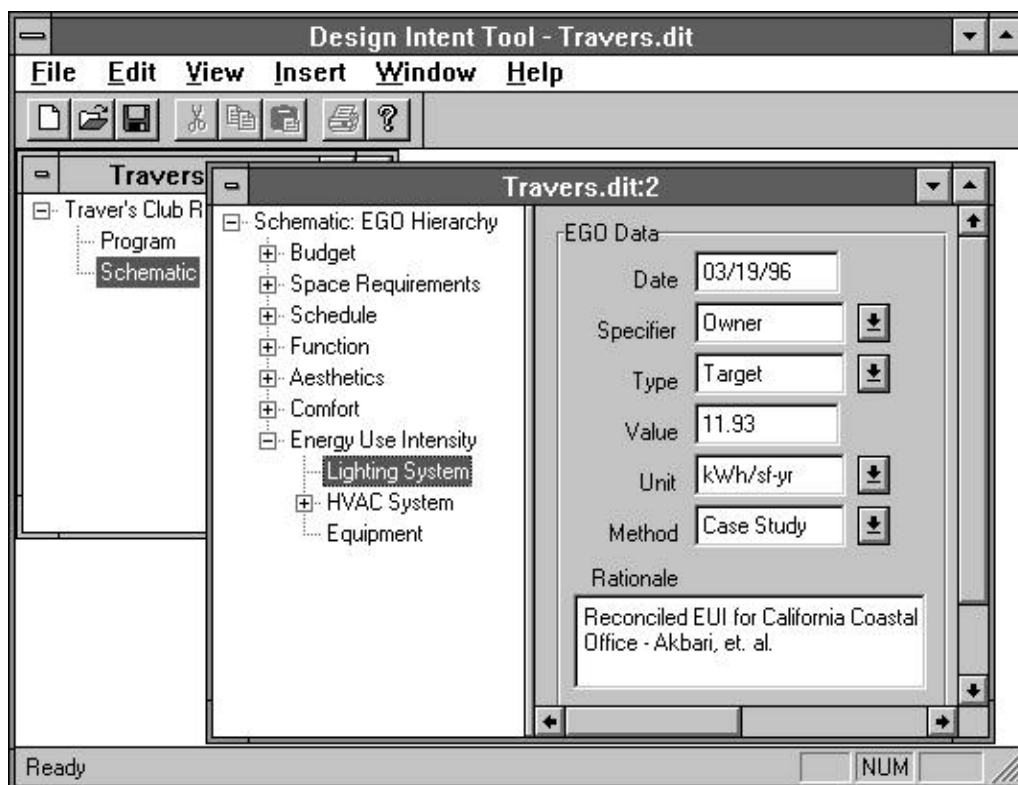 Design Intent Tool - Travers.dit
File Edit View Insert Window Help
Travers
Traver's Club R
Program
Schematic
Travers.dit:2
Schematic: EGO Hierarchy
Budget
Space Requirements
Schedule
Function
Aesthetics
Comfort
Energy Use Intensity
Lighting System
HVAC System
Equipment
EGO Data
Date 03/19/96
Specifier Owner
Type Target
Value 11.93
Unit kWh/sf-yr
Method Case Study
Rationale
Reconciled EUI for California Coastal
Office - Akbari, et. al.
Ready NUM